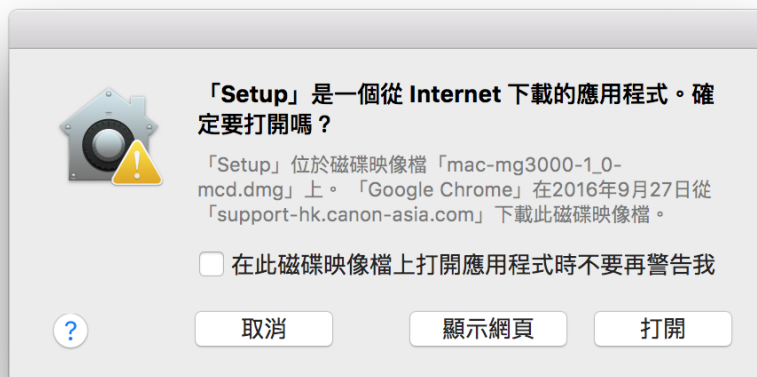 「Setup」是一個從 Internet 下載的應用程式。確
定要打開嗎？
「Setup」位於磁碟映像檔「mac-mg3000-1_0-
mcd.dmg」上。 「Google Chrome」在2016年9月27日從
「support-hk.canon-asia.com」下載此磁碟映像檔。
在此磁碟映像檔上打開應用程式時不要再警告我
? 取消 顯示網頁 打開